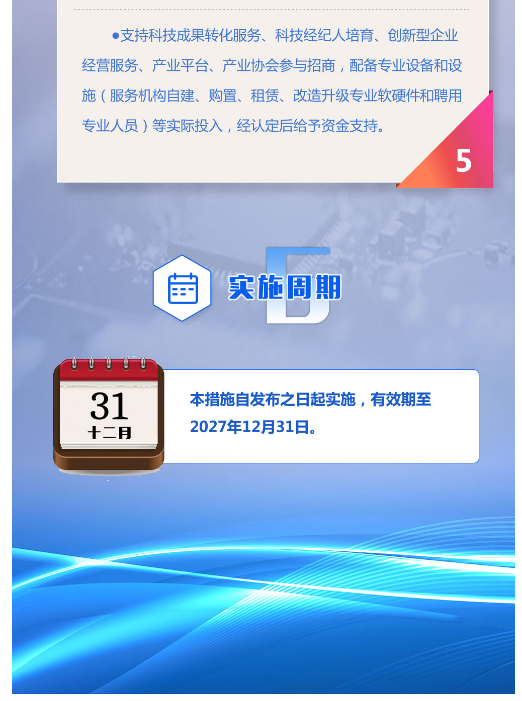 ●支持科技成果转化服务、科技经纪人培育、创新型企业
经营服务、产业平台、产业协会参与招商，配备专业设备和设
施（服务机构自建、购置、租赁、改造升级专业软硬件和聘用
专业人员）等实际投入，经认定后给予资金支持。
5
5
实施周期
31
十二月
本措施自发布之日起实施，有效期至
2027年12月31日。